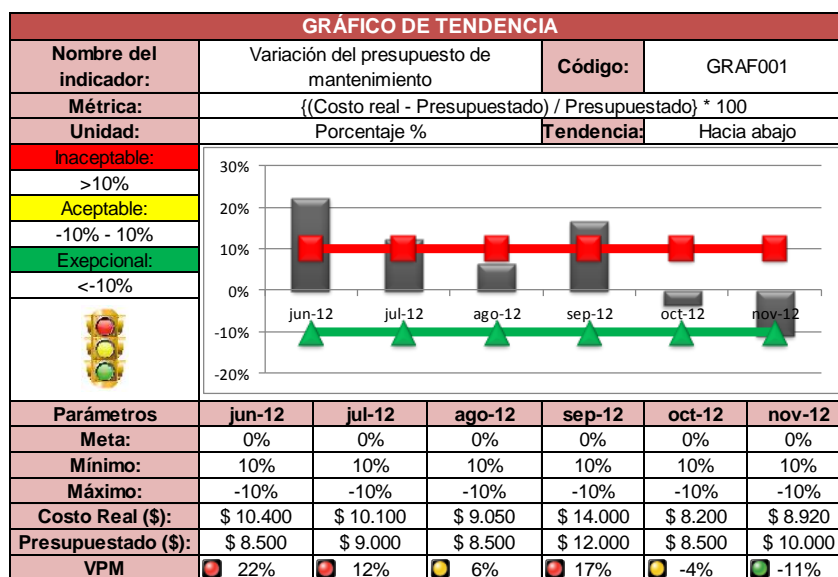 GRÁFICO DE TENDENCIA
Nombre del indicador: Variación del presupuesto de mantenimiento Código: GRAF001
Métrica: {(Costo real - Presupuestado) / Presupuestado} * 100
Unidad: Porcentaje % Tendencia: Hacia abajo
Inaceptable:
>10%
Aceptable:
-10% - 10%
Exepcional:
<-10%
30%
20%
10%
0%
-10%
-20%
jun-12 jul-12 ago-12 sep-12 oct-12 nov-12
Parámetros jun-12 jul-12 ago-12 sep-12 oct-12 nov-12
Meta: 0% 0% 0% 0% 0% 0%
Mínimo: 10% 10% 10% 10% 10% 10%
Máximo: -10% -10% -10% -10% -10% -10%
Costo Real ($): $ 10.400 $ 10.100 $ 9.050 $ 14.000 $ 8.200 $ 8.920
Presupuestado ($): $ 8.500 $ 9.000 $ 8.500 $ 12.000 $ 8.500 $ 10.000
VPM 22% 12% 6% 17% -4% -11%